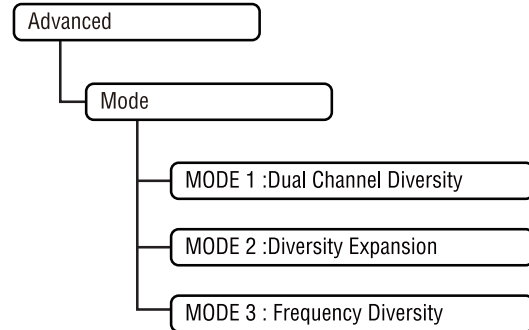 Advanced
Mode
MODE 1 :Dual Channel Diversity
MODE 2 :Diversity Expansion
MODE 3 : Frequency Diversity